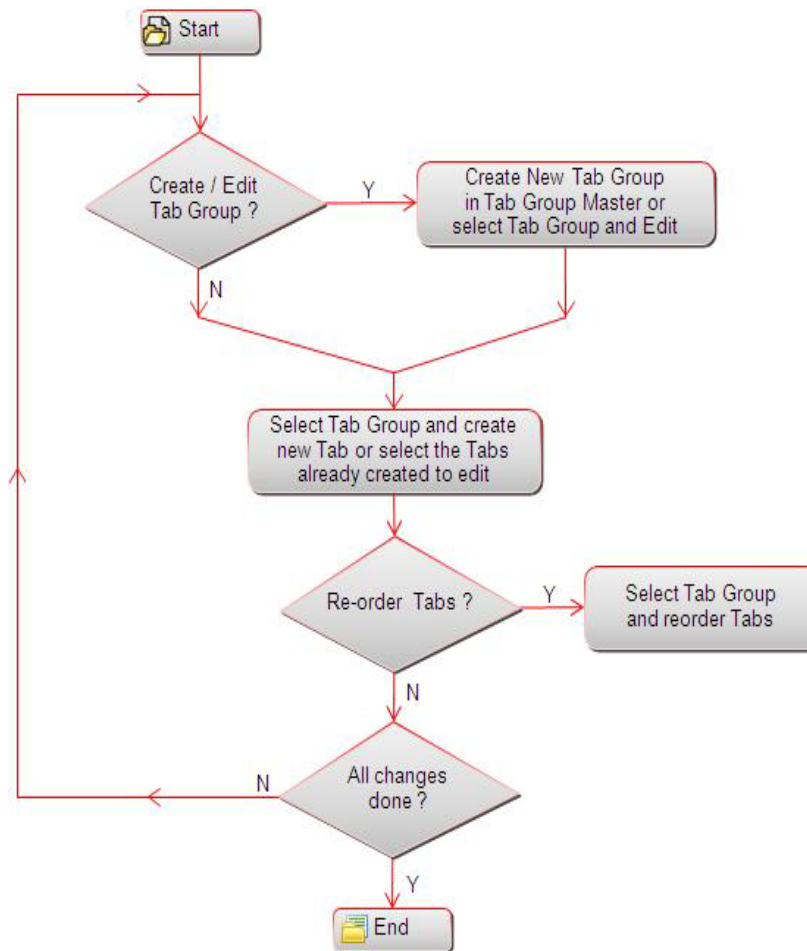 Start
Create / Edit
Tab Group ?
Y
Create New Tab Group
in Tab Group Master or
select Tab Group and Edit
N
Select Tab Group and create
new Tab or select the Tabs
already created to edit
Re-order Tabs ?
Y
Select Tab Group
and reorder Tabs
N
All changes
done ?
N
Y
End